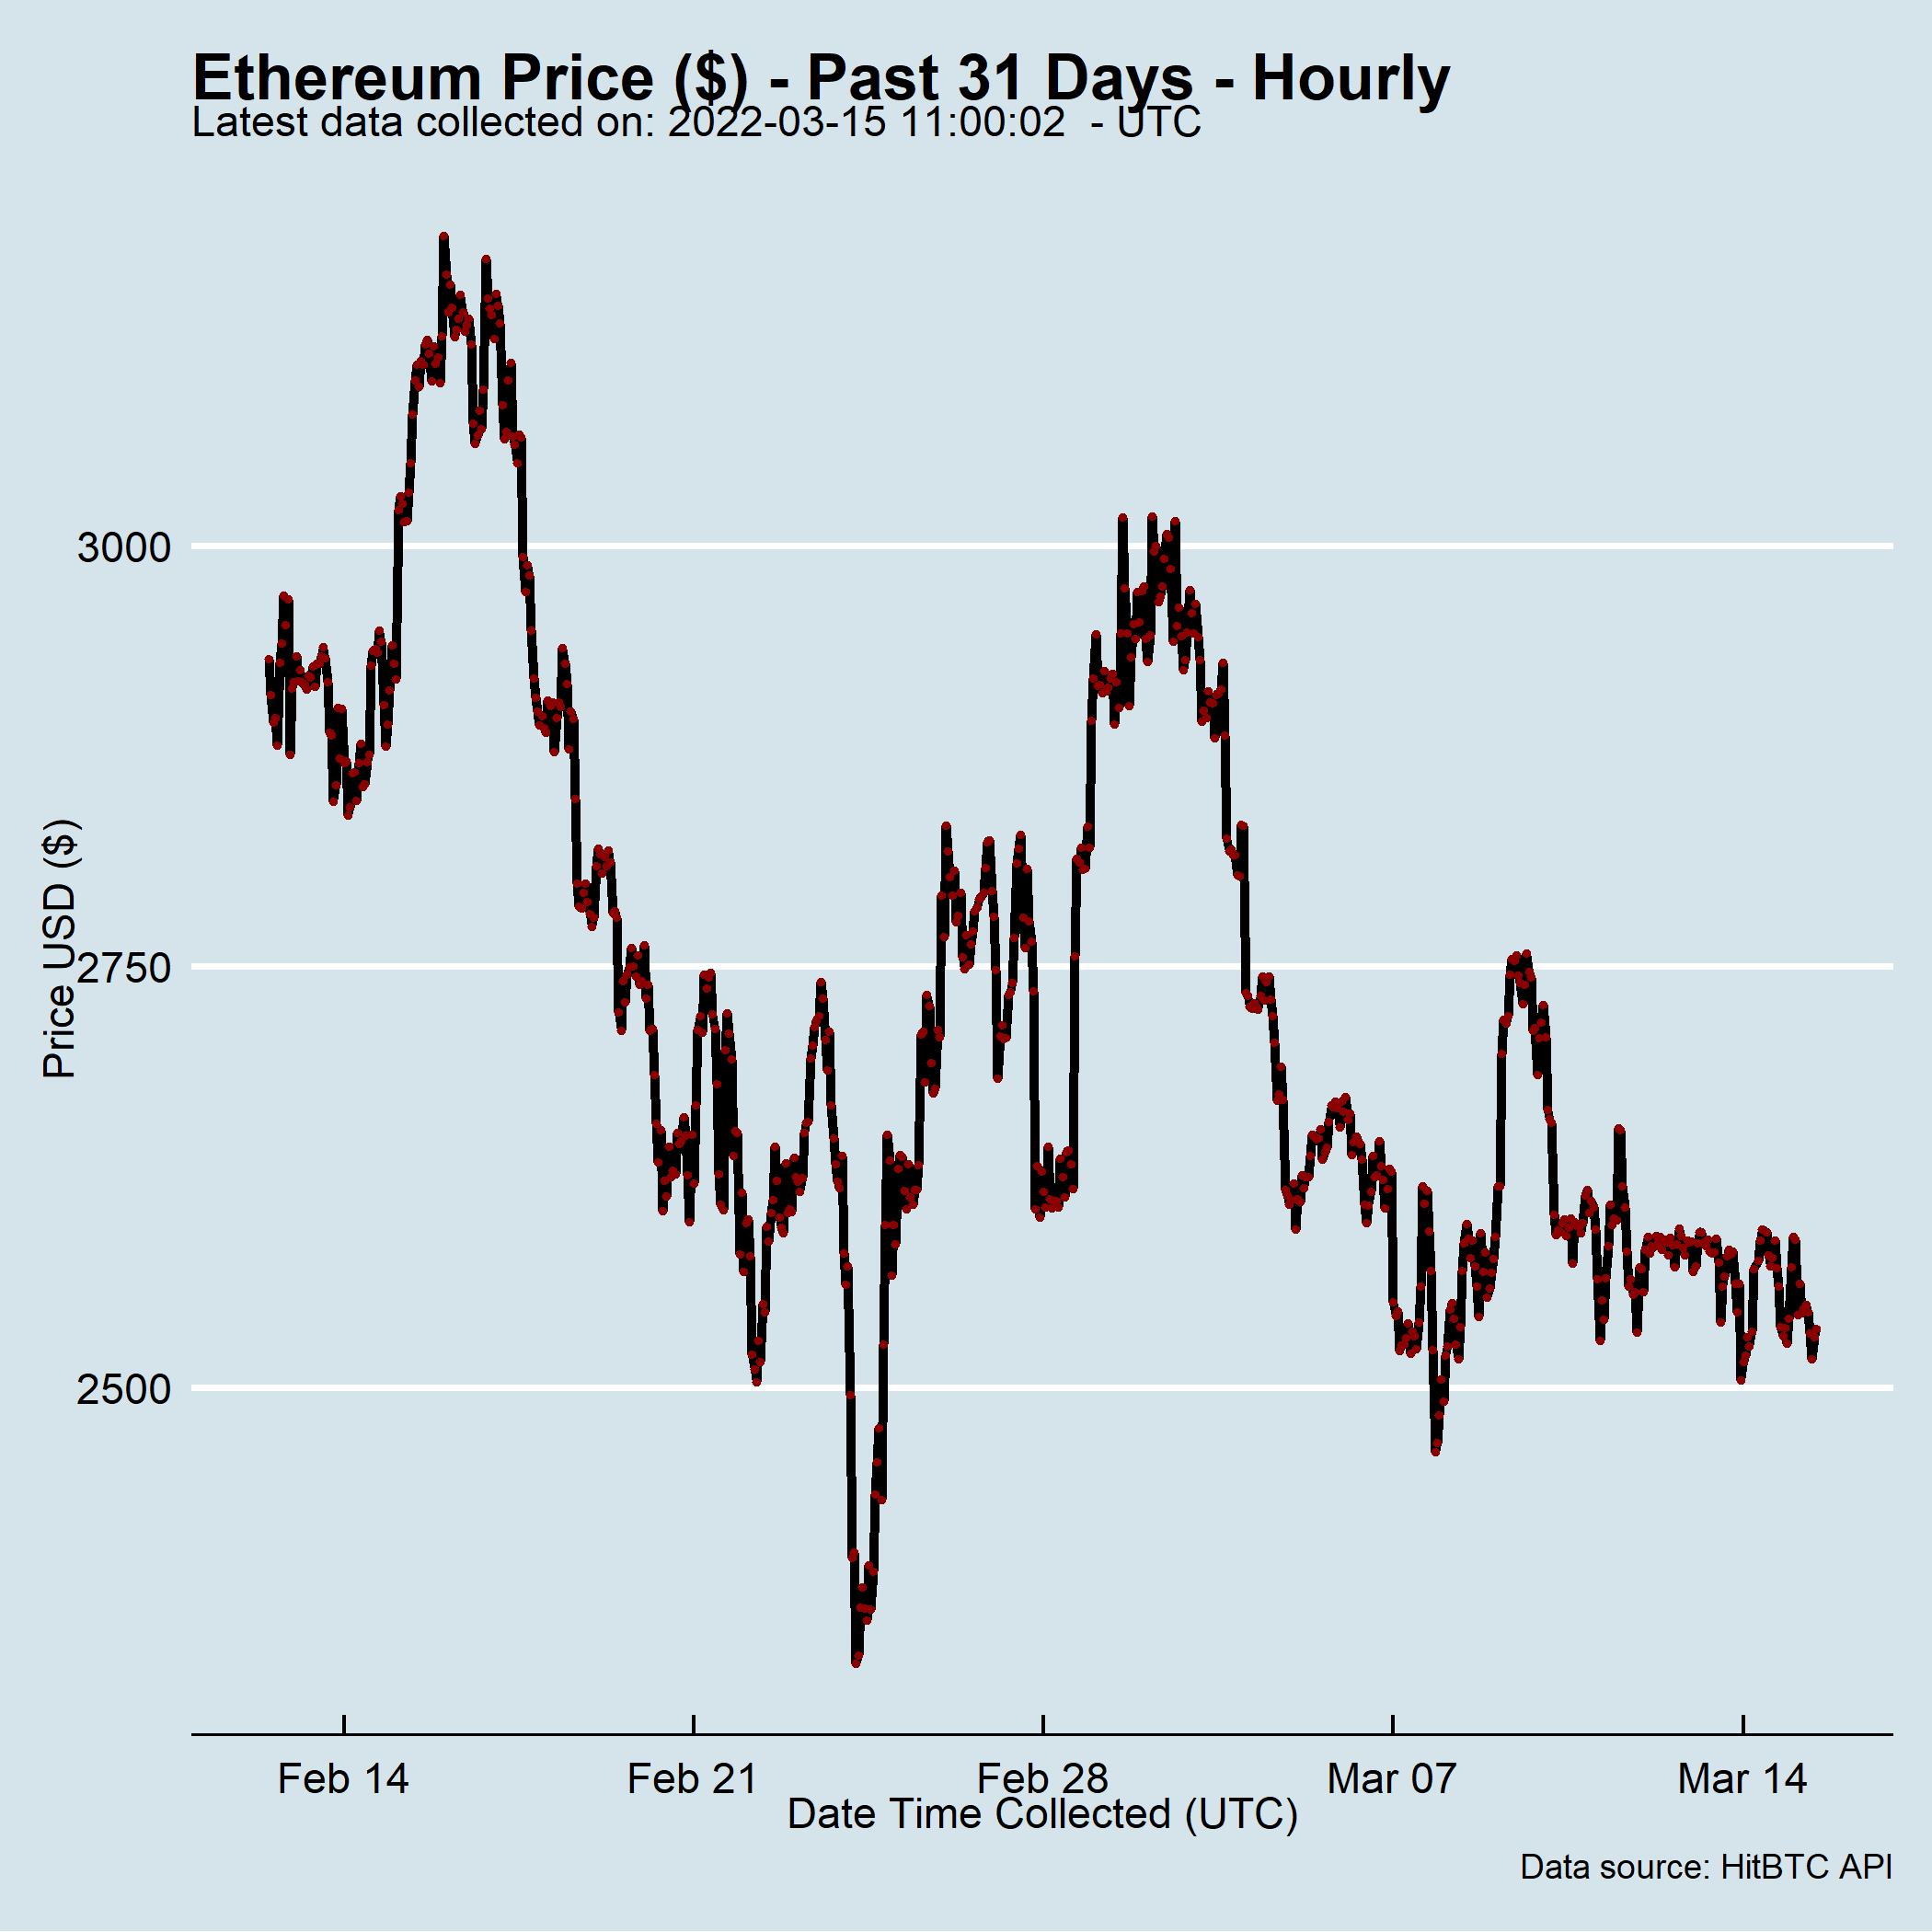 Ethereum Price ($) - Past 31 Days - Hourly
Latest data collected on: 2022-03-15 11:00:02  - UTC
3000
2750
2500
Price USD ($)
Feb 14 Feb 21 Feb 28 Mar 07 Mar 14
Date Time Collected (UTC)
Data source: HitBTC API